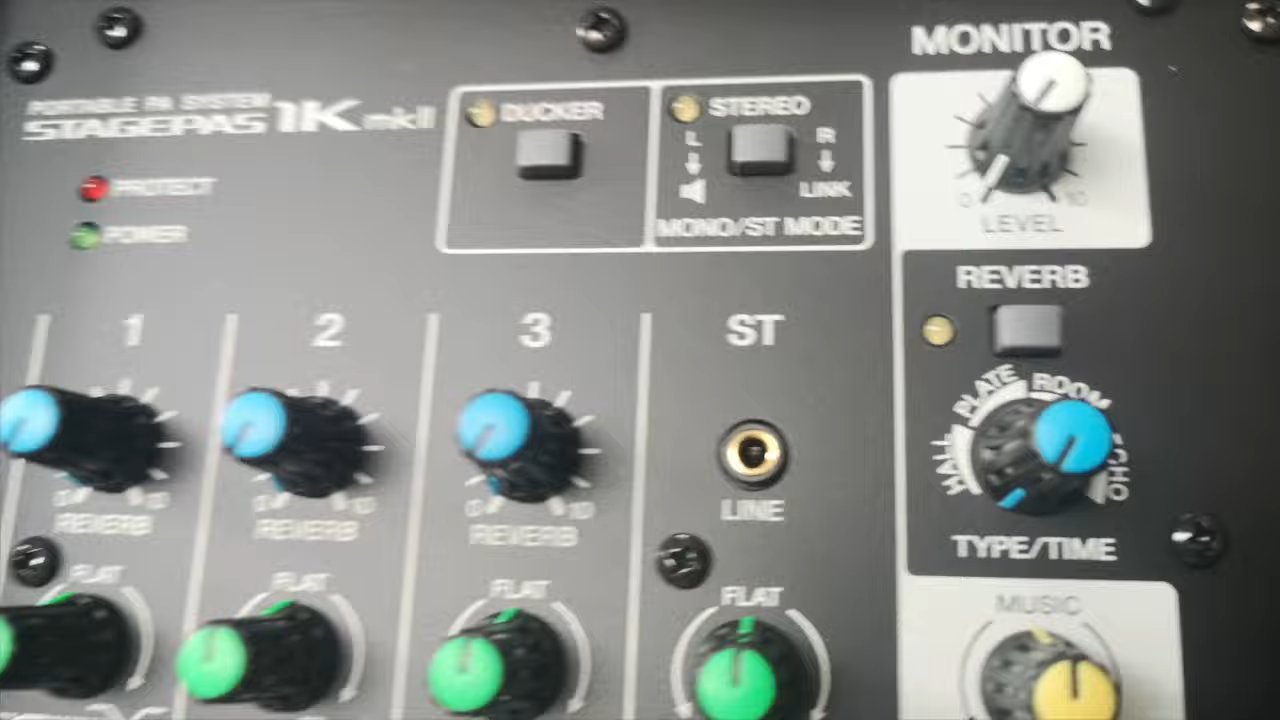 MONITOR
PORTABLE PA SYSTEM
STAGEPAS 1K mkII
DUCKER
STEREO
L R
LINK
MONO/ST MODE
PROTECT
POWER
0 10
LEVEL
REVERB
1 2 3 ST
PLATE ROOM
HALL ECHO
0 10 0 10 0 10
REVERB REVERB REVERB
LINE
TYPE/TIME
FLAT FLAT FLAT FLAT
MUSIC